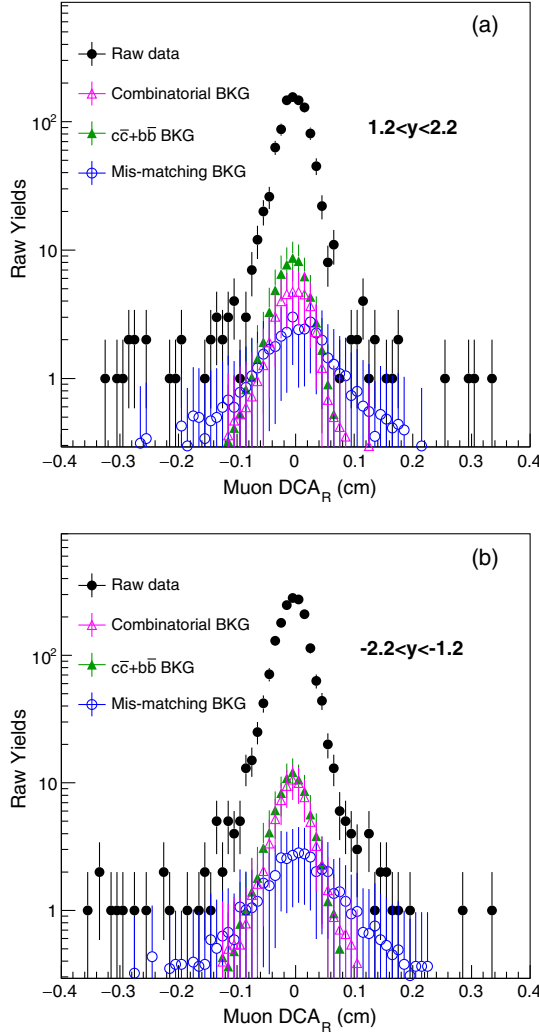 (a)
Raw data
Combinatorial BKG
cc̄+bb̄ BKG
Mis-matching BKG
1.2<y<2.2
Raw Yields
10²
10
1
−0.4 −0.3 −0.2 −0.1 0 0.1 0.2 0.3 0.4
Muon DCA_R (cm)
(b)
Raw data
Combinatorial BKG
cc̄+bb̄ BKG
Mis-matching BKG
-2.2<y<-1.2
Raw Yields
10²
10
1
−0.4 −0.3 −0.2 −0.1 0 0.1 0.2 0.3 0.4
Muon DCA_R (cm)